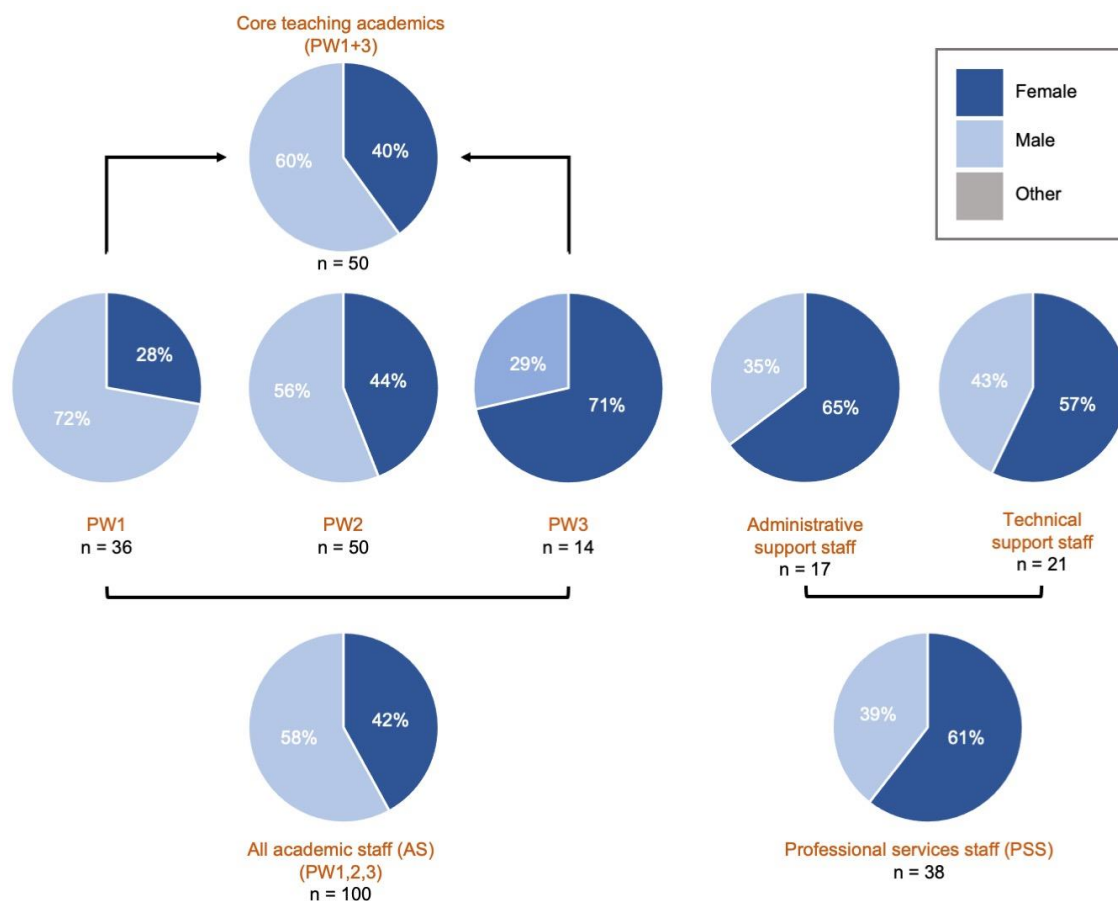 Core teaching academics
(PW1+3)
60%
40%
n = 50
Female
Male
Other
28%
72%
56%
44%
29%
71%
35%
65%
43%
57%
PW1
n = 36
PW2
n = 50
PW3
n = 14
Administrative
support staff
n = 17
Technical
support staff
n = 21
58%
42%
39%
61%
All academic staff (AS)
(PW1,2,3)
n = 100
Professional services staff (PSS)
n = 38